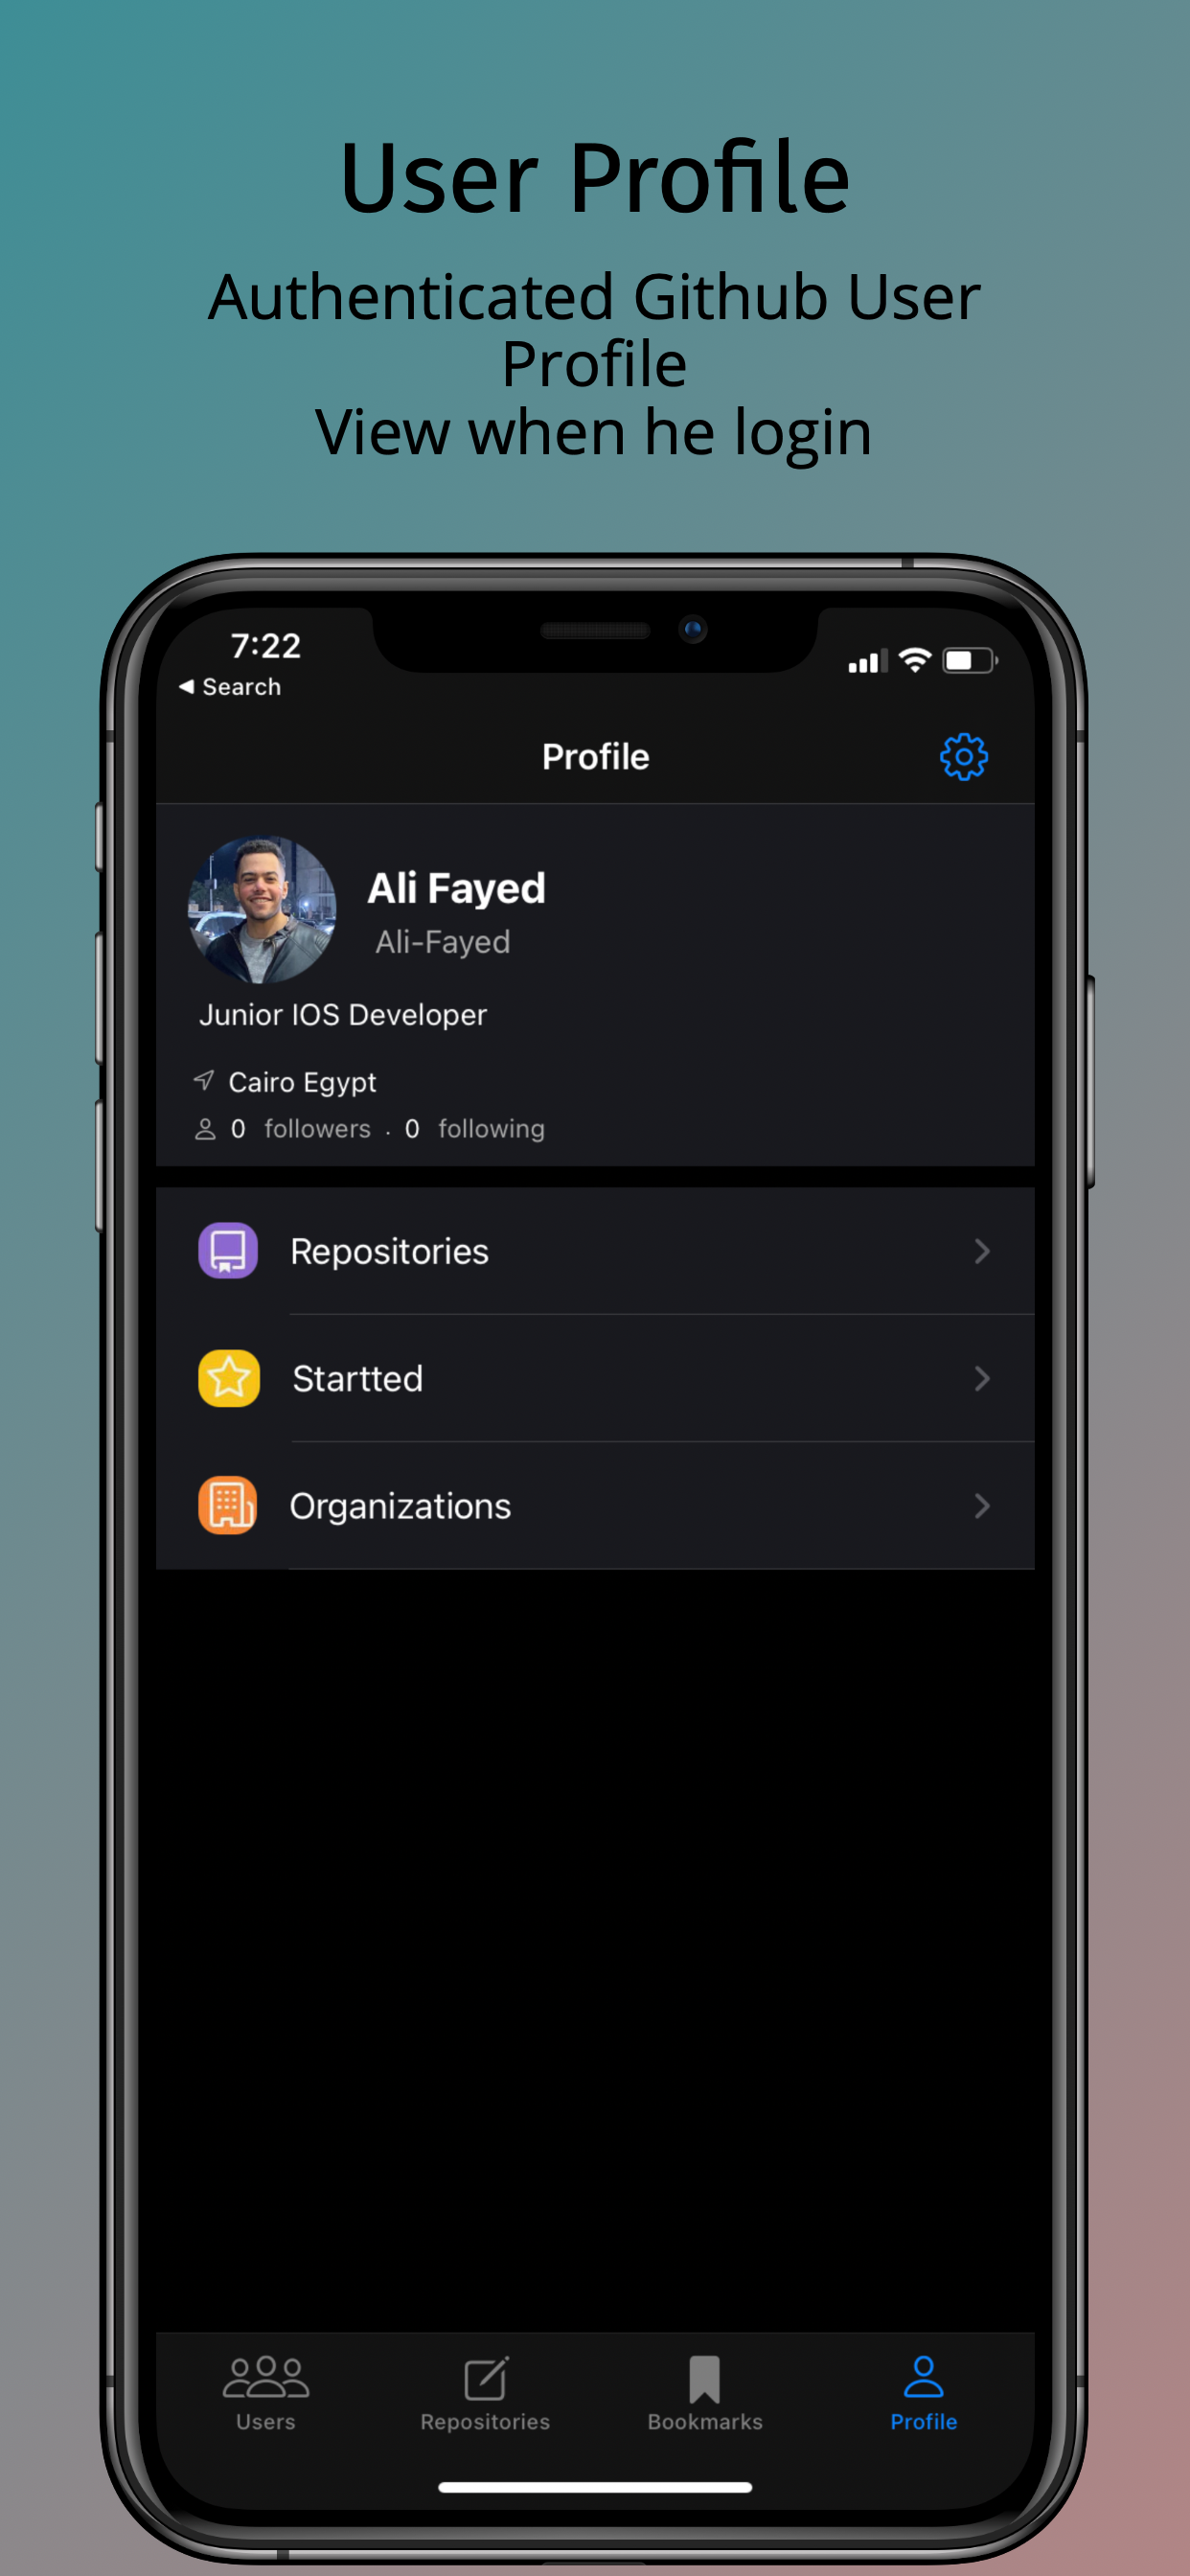 User Profile
Authenticated Github User
Profile
View when he login
7:22
Search
Profile
Ali Fayed
Ali-Fayed
Junior IOS Developer
Cairo Egypt
0 followers . 0 following
Repositories
Startted
Organizations
Users Repositories Bookmarks Profile